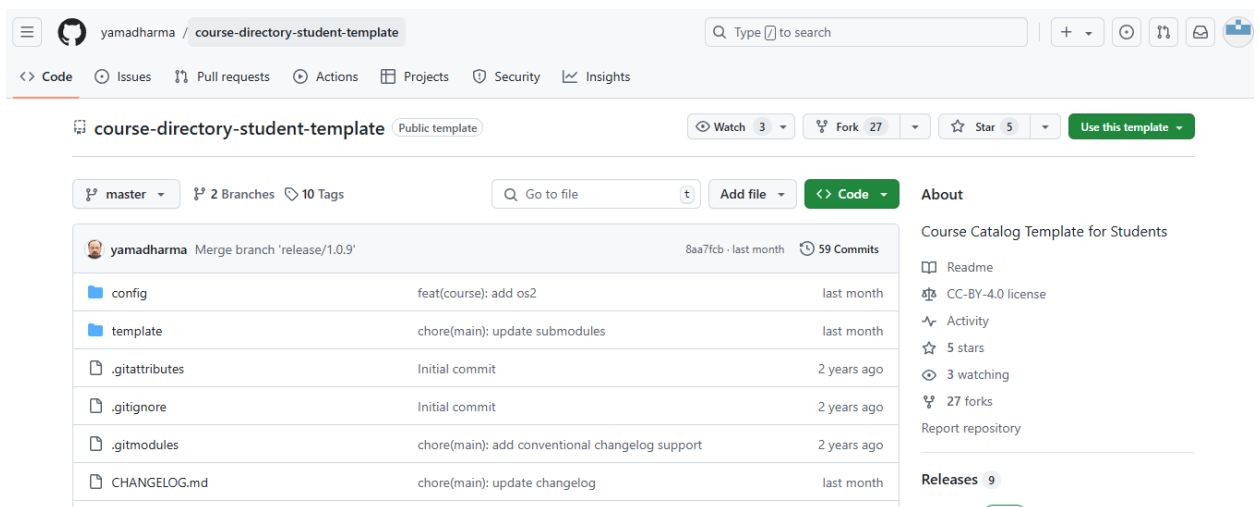 yamadharma / course-directory-student-template
Type / to search
Code Issues Pull requests Actions Projects Security Insights
course-directory-student-template Public template
Watch 3 Fork 27 Star 5 Use this template
master 2 Branches 10 Tags Go to file t Add file Code
About
Course Catalog Template for Students
yamadharma Merge branch 'release/1.0.9' 8aa7fcb · last month 59 Commits
config feat(course): add os2 last month
template chore(main): update submodules last month
.gitattributes Initial commit 2 years ago
.gitignore Initial commit 2 years ago
.gitmodules chore(main): add conventional changelog support 2 years ago
CHANGELOG.md chore(main): update changelog last month
Readme
CC-BY-4.0 license
Activity
5 stars
3 watching
27 forks
Report repository
Releases 9